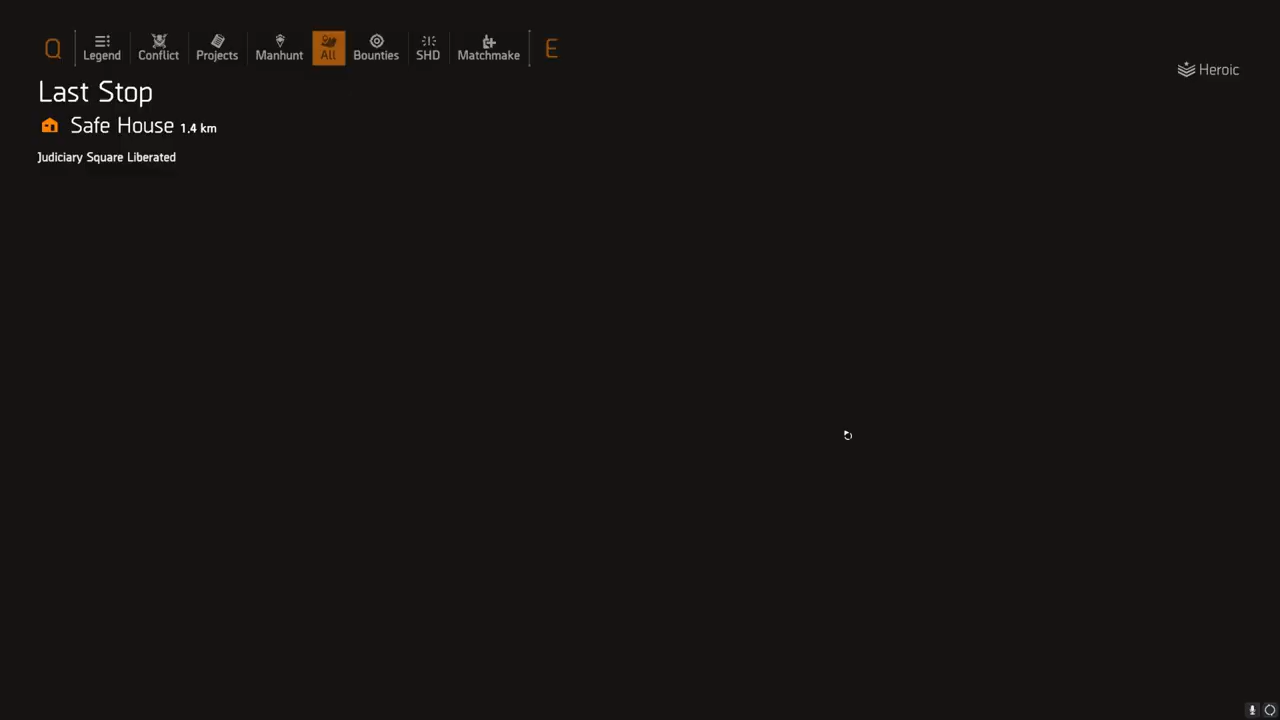 Q Legend Conflict Projects Manhunt All Bounties SHD Matchmake E
Heroic
Last Stop
Safe House 1.4 km
Judiciary Square Liberated